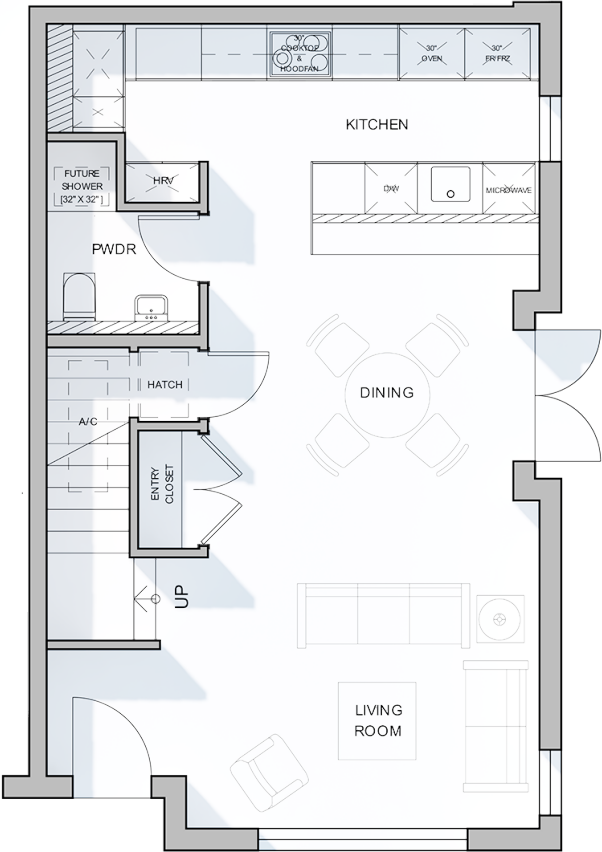 30"
COOKTOP
&
HOODFAN
30"
OVEN
30"
FR/FRZ
KITCHEN
FUTURE
SHOWER
[32" X 32" ]
HRV
D/W
MICROWAVE
PWDR
HATCH
DINING
A/C
ENTRY
CLOSET
UP
LIVING
ROOM